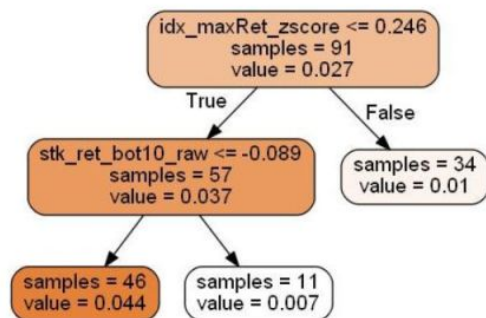 idx_maxRet_zscore <= 0.246
samples = 91
value = 0.027
True
False
stk_ret_bot10_raw <= -0.089
samples = 57
value = 0.037
samples = 34
value = 0.01
samples = 46
value = 0.044
samples = 11
value = 0.007